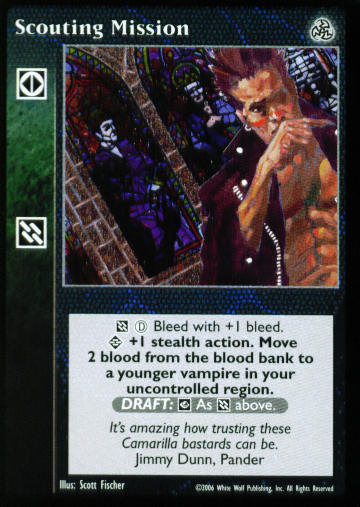 Scouting Mission
D Bleed with +1 bleed.
+1 stealth action. Move
2 blood from the blood bank to
a younger vampire in your
uncontrolled region.
DRAFT: As above.
It's amazing how trusting these
Camarilla bastards can be.
Jimmy Dunn, Pander
Illus: Scott Fischer
©2006 White Wolf Publishing, Inc. All Rights Reserved